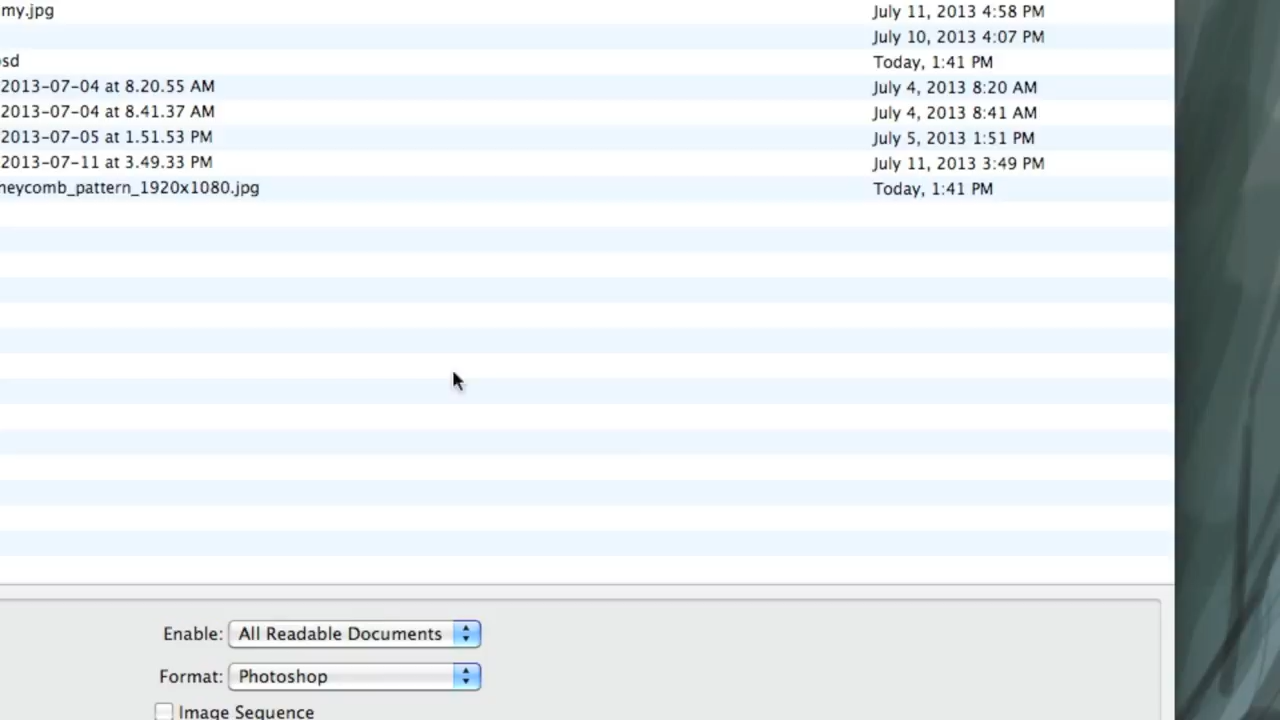 my.jpg July 11, 2013 4:58 PM
July 10, 2013 4:07 PM
sd Today, 1:41 PM
2013-07-04 at 8.20.55 AM July 4, 2013 8:20 AM
2013-07-04 at 8.41.37 AM July 4, 2013 8:41 AM
2013-07-05 at 1.51.53 PM July 5, 2013 1:51 PM
2013-07-11 at 3.49.33 PM July 11, 2013 3:49 PM
neycomb_pattern_1920x1080.jpg Today, 1:41 PM
Enable: All Readable Documents
Format: Photoshop
Image Sequence